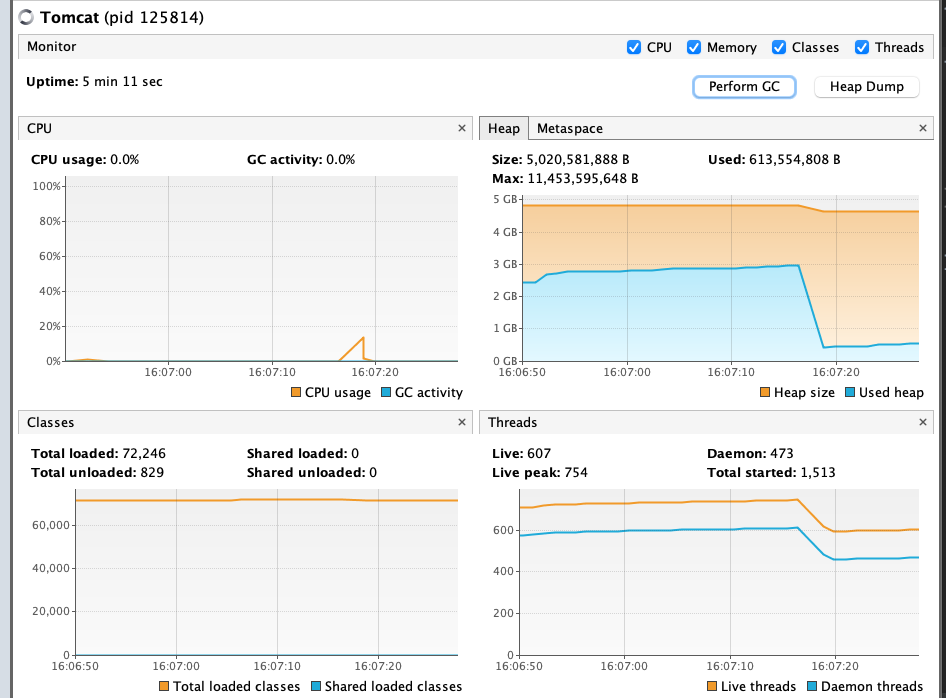 Tomcat (pid 125814)
Monitor
CPU Memory Classes Threads
Uptime: 5 min 11 sec
Perform GC Heap Dump
CPU ×
CPU usage: 0.0% GC activity: 0.0%
100%
80%
60%
40%
20%
0%
16:07:00 16:07:10 16:07:20
CPU usage GC activity
Heap Metaspace ×
Size: 5,020,581,888 B Used: 613,554,808 B
Max: 11,453,595,648 B
5 GB
4 GB
3 GB
2 GB
1 GB
0 GB
16:06:50 16:07:00 16:07:10 16:07:20
Heap size Used heap
Classes ×
Total loaded: 72,246 Shared loaded: 0
Total unloaded: 829 Shared unloaded: 0
60,000
40,000
20,000
0
16:06:50 16:07:00 16:07:10 16:07:20
Total loaded classes Shared loaded classes
Threads ×
Live: 607 Daemon: 473
Live peak: 754 Total started: 1,513
600
400
200
0
16:06:50 16:07:00 16:07:10 16:07:20
Live threads Daemon threads